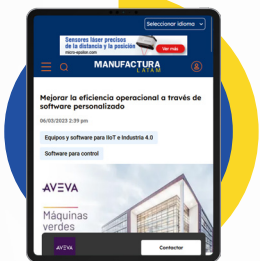 Seleccionar idioma
Sensores láser precisos
de la distancia y la posición
micro-epsilon.com
Ver más
MANUFACTURA
LATAM
Mejorar la eficiencia operacional a través de
software personalizado
06/03/2023 2:39 pm
Equipos y software para IIoT e Industria 4.0
Software para control
AVEVA
Máquinas
verdes
AVEVA
Contactar